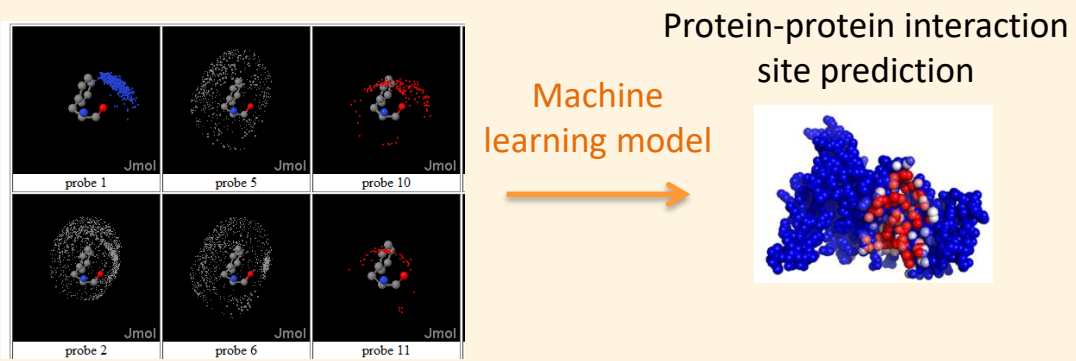 Protein-protein interaction
site prediction
Machine
learning model
Jmol
Jmol
Jmol
probe 1
probe 5
probe 10
Jmol
Jmol
Jmol
probe 2
probe 6
probe 11